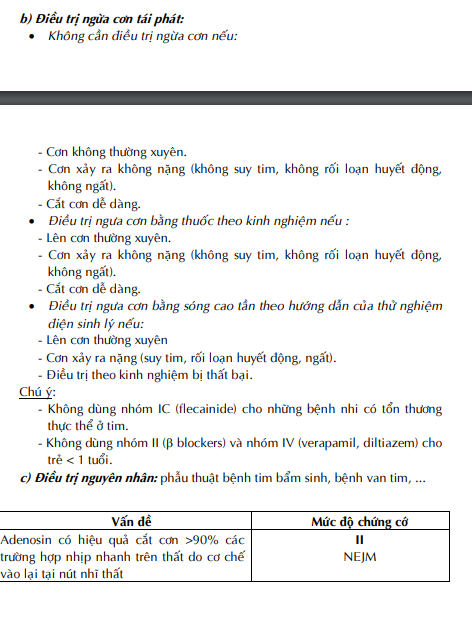 b) Điều trị ngừa cơn tái phát:
• Không cần điều trị ngừa cơn nếu:
- Cơn không thường xuyên.
- Cơn xảy ra không nặng (không suy tim, không rối loạn huyết động,
không ngất).
- Cắt cơn dễ dàng.
• Điều trị ngưa cơn bằng thuốc theo kinh nghiệm nếu :
- Lên cơn thường xuyên.
- Cơn xảy ra không nặng (không suy tim, không rối loạn huyết động,
không ngất).
- Cắt cơn dễ dàng.
• Điều trị ngưa cơn bằng sóng cao tần theo hướng dẫn của thử nghiệm
điện sinh lý nếu:
- Lên cơn thường xuyên
- Cơn xảy ra nặng (suy tim, rối loạn huyết động, ngất).
- Điều trị theo kinh nghiệm bị thất bại.
Chú ý:
- Không dùng nhóm IC (flecainide) cho những bệnh nhi có tổn thương
thực thể ở tim.
- Không dùng nhóm II (β blockers) và nhóm IV (verapamil, diltiazem) cho
trẻ < 1 tuổi.
c) Điều trị nguyên nhân: phẫu thuật bệnh tim bẩm sinh, bệnh van tim, ...
Vấn đề Mức độ chứng cớ
Adenosin có hiệu quả cắt cơn >90% các II
trường hợp nhịp nhanh trên thất do cơ chế NEJM
vào lại tại nút nhĩ thất